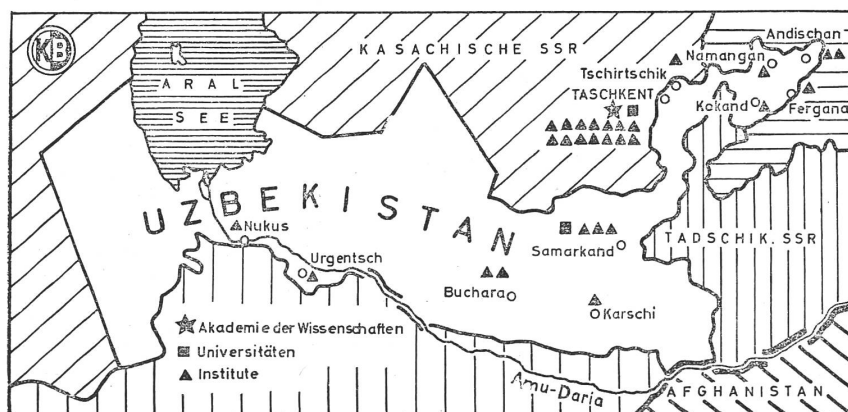 KB
KASACHISCHE SSR
Andischan
Namangan
Tschirtschik
TASCHKENT
ARAL
SEE
Kokand
Fergana
UZBEKISTAN
Nukus
Samarkand
TADSCHIK. SSR
Urgentsch
Buchara
Karschi
Akademie der Wissenschaften
Universitäten
Institute
Amu-Darja
AFGHANISTAN